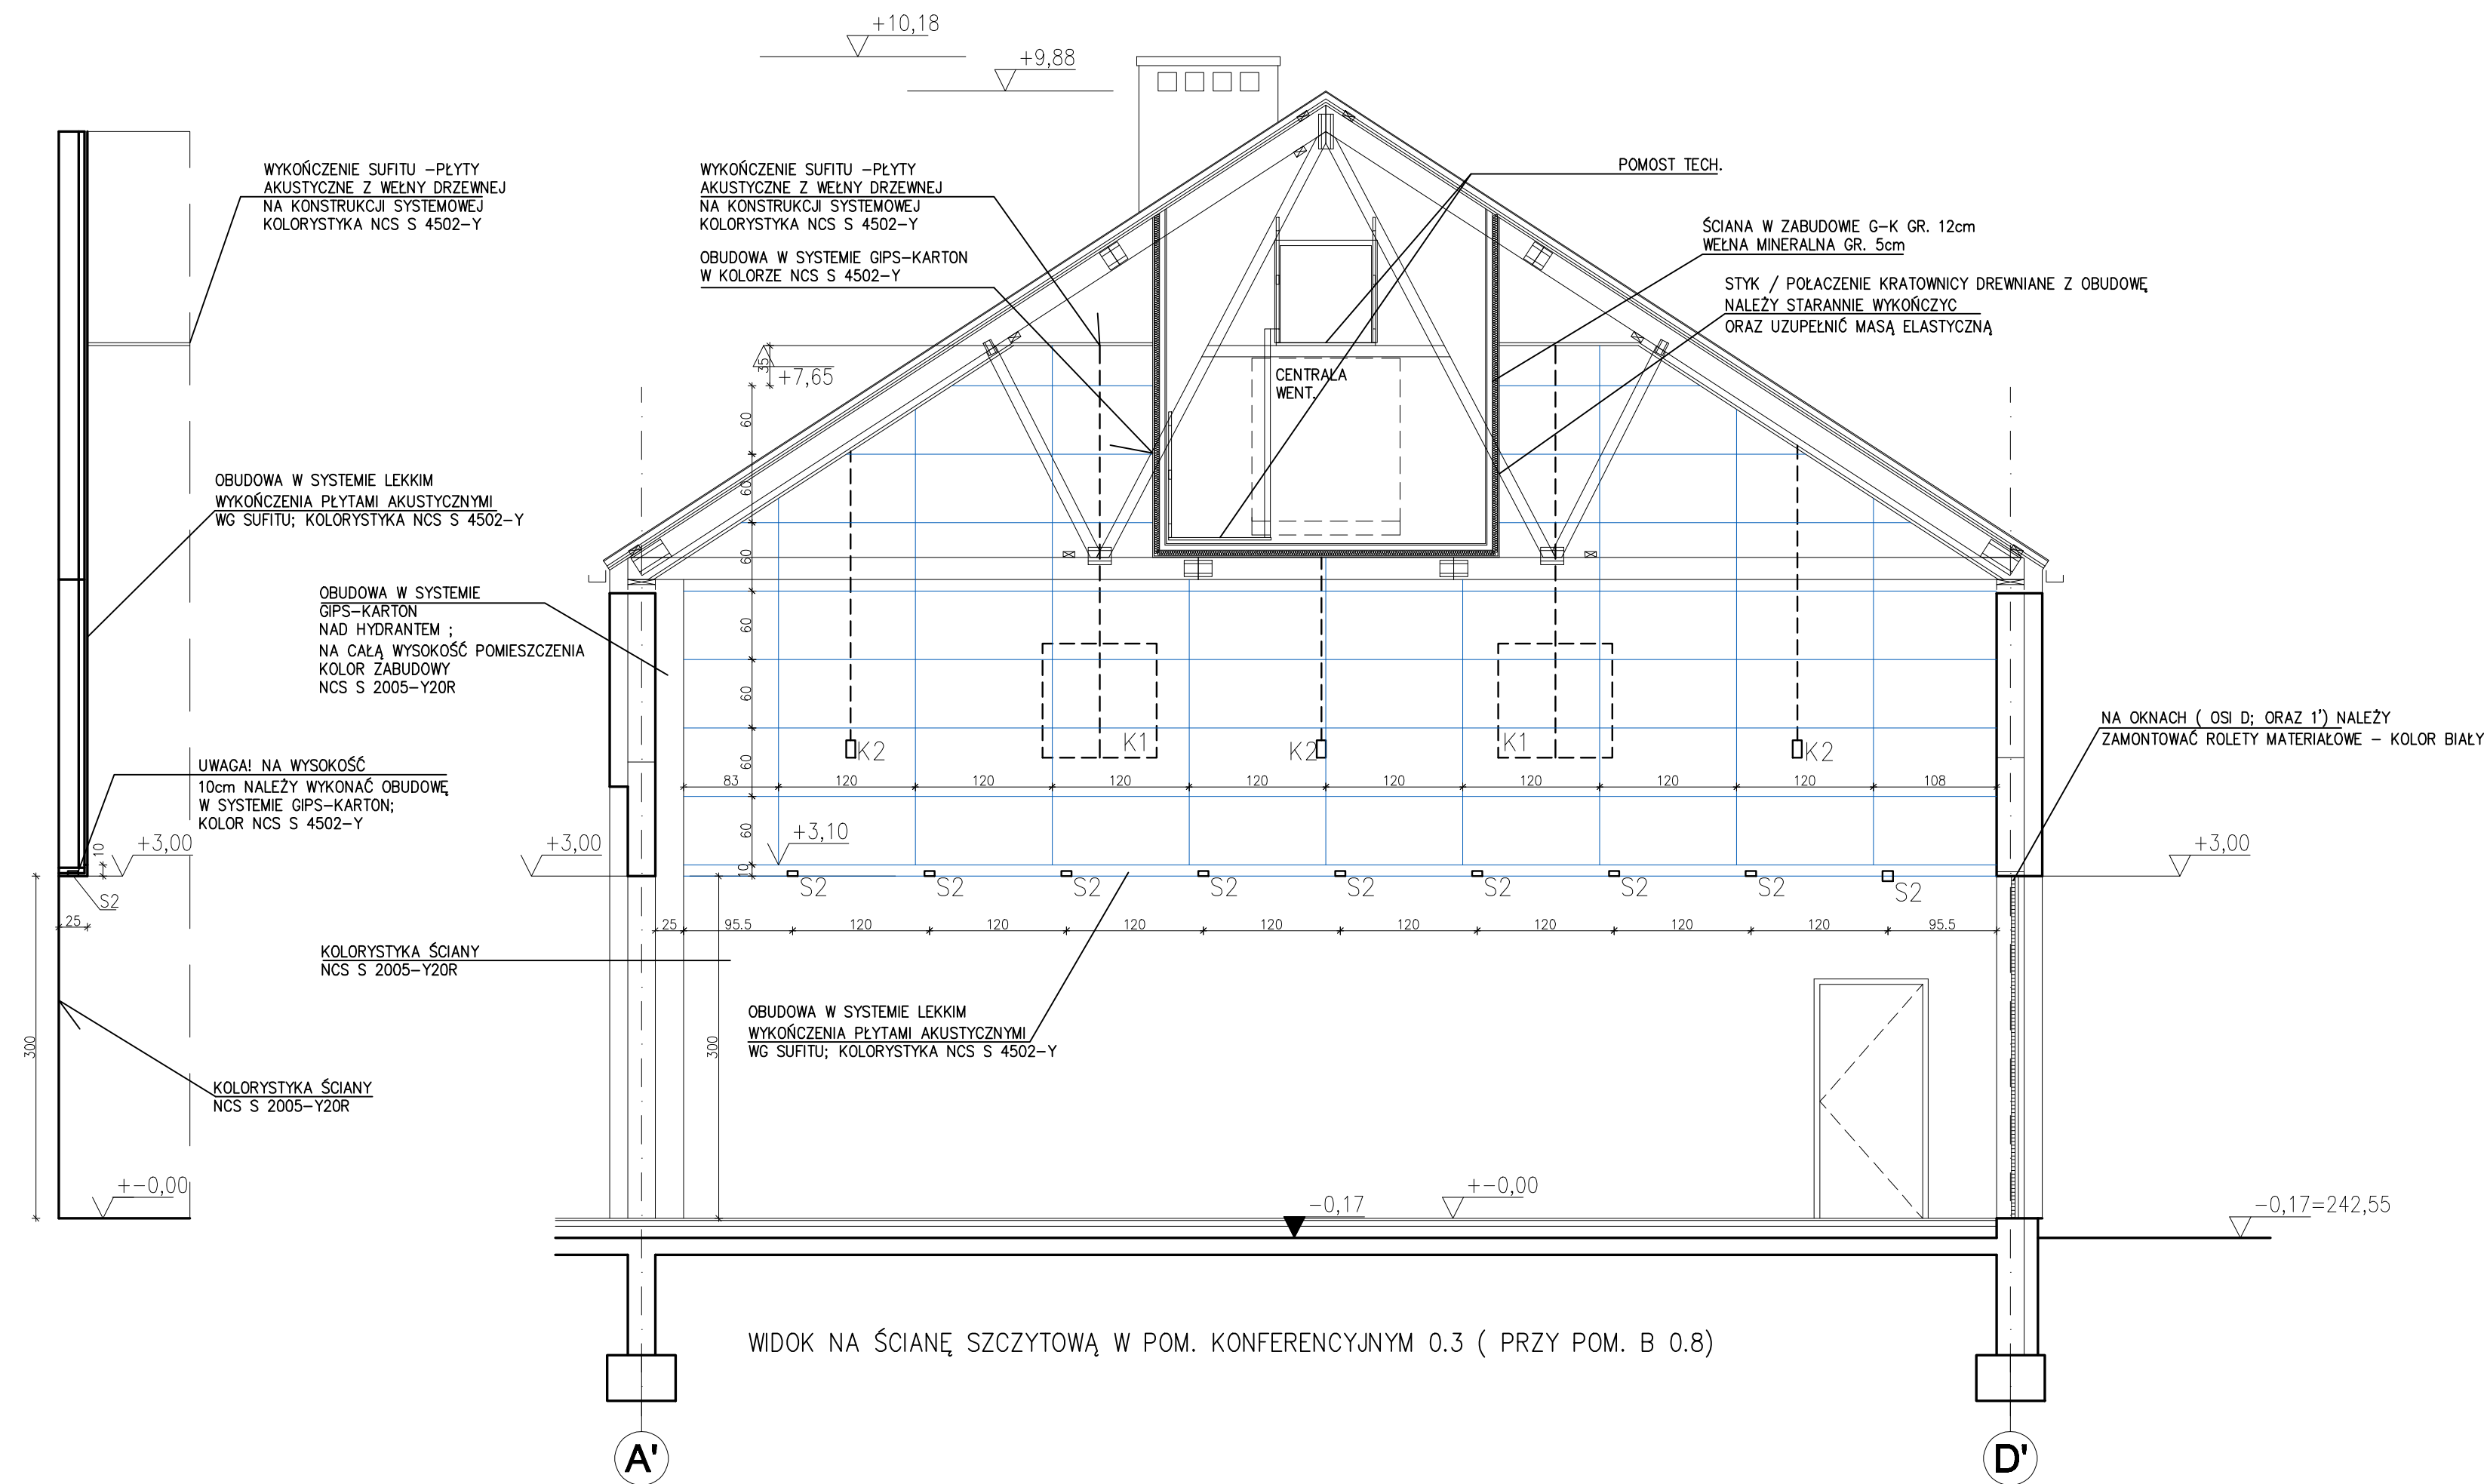 +10,18
+9,88
WYKOŃCZENIE SUFITU –PŁYTY
AKUSTYCZNE Z WEŁNY DRZEWNEJ
NA KONSTRUKCJI SYSTEMOWEJ
KOLORYSTYKA NCS S 4502–Y
WYKOŃCZENIE SUFITU –PŁYTY
AKUSTYCZNE Z WEŁNY DRZEWNEJ
NA KONSTRUKCJI SYSTEMOWEJ
KOLORYSTYKA NCS S 4502–Y
OBUDOWA W SYSTEMIE GIPS–KARTON
W KOLORZE NCS S 4502–Y
POMOST TECH.
ŚCIANA W ZABUDOWIE G–K GR. 12cm
WEŁNA MINERALNA GR. 5cm
STYK / POŁACZENIE KRATOWNICY DREWNIANE Z OBUDOWĘ
NALEŻY STARANNIE WYKOŃCZYC
ORAZ UZUPEŁNIĆ MASĄ ELASTYCZNĄ
35
+7,65
CENTRALA
WENT.
60
60
60
60
60
60
60
10
OBUDOWA W SYSTEMIE LEKKIM
WYKOŃCZENIA PŁYTAMI AKUSTYCZNYMI
WG SUFITU; KOLORYSTYKA NCS S 4502–Y
OBUDOWA W SYSTEMIE
GIPS–KARTON
NAD HYDRANTEM ;
NA CAŁĄ WYSOKOŚĆ POMIESZCZENIA
KOLOR ZABUDOWY
NCS S 2005–Y20R
UWAGA! NA WYSOKOŚĆ
10cm NALEŻY WYKONAĆ OBUDOWĘ
W SYSTEMIE GIPS–KARTON;
KOLOR NCS S 4502–Y
K2 K1 K2 K1 K2
NA OKNACH ( OSI D; ORAZ 1') NALEŻY
ZAMONTOWAĆ ROLETY MATERIAŁOWE – KOLOR BIAŁY
83 120 120 120 120 120 120 120 120 108
10
+3,00
+3,00
+3,10
+3,00
S2
S2 S2 S2 S2 S2 S2 S2 S2 S2
25
25 95.5 120 120 120 120 120 120 120 120 95.5
KOLORYSTYKA ŚCIANY
NCS S 2005–Y20R
OBUDOWA W SYSTEMIE LEKKIM
WYKOŃCZENIA PŁYTAMI AKUSTYCZNYMI
WG SUFITU; KOLORYSTYKA NCS S 4502–Y
300
300
KOLORYSTYKA ŚCIANY
NCS S 2005–Y20R
+–0,00
–0,17
+–0,00
–0,17=242,55
WIDOK NA ŚCIANĘ SZCZYTOWĄ W POM. KONFERENCYJNYM 0.3 ( PRZY POM. B 0.8)
A'
D'